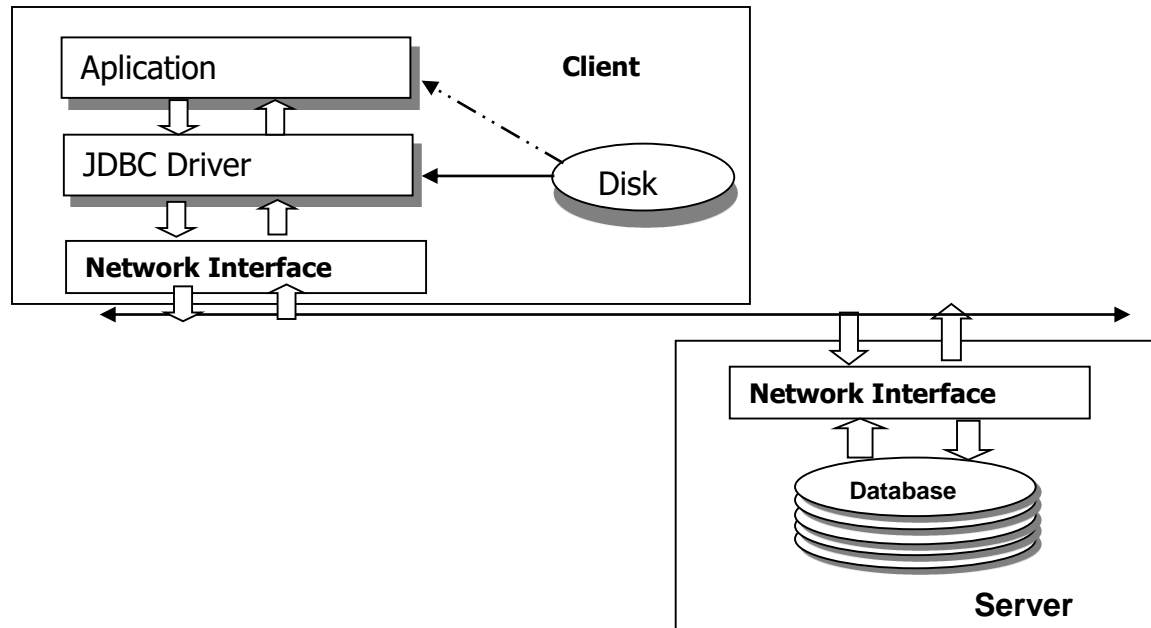 Aplication
Client
JDBC Driver
Disk
Network Interface
Network Interface
Database
Server